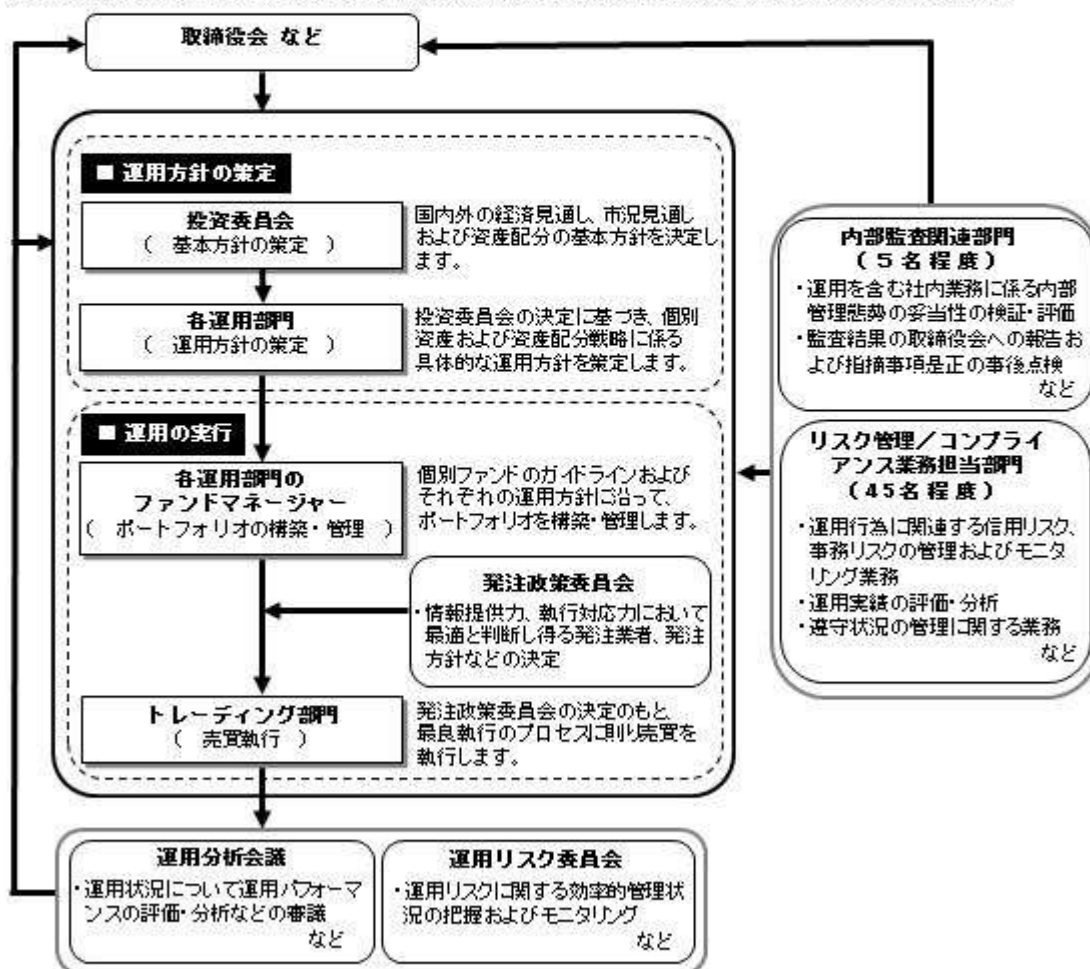 取締役会 など
■ 運用方針の策定
投資委員会
( 基本方針の策定 )
国内外の経済見通し、市況見通し
および資産配分の基本方針を決定し
ます。
各運用部門
( 運用方針の策定 )
投資委員会の決定に基づき、個別
資産および資産配分戦略に係る
具体的な運用方針を策定します。
■ 運用の実行
各運用部門の
ファンドマネージャー
( ポートフォリオの構築・管理 )
個別ファンドのガイドラインおよび
それぞれの運用方針に沿って、
ポートフォリオを構築・管理します。
発注政策委員会
・情報提供力、執行対応力において
最適と判断し得る発注業者、発注
方針などの決定
トレーディング部門
( 売買執行 )
発注政策委員会の決定のもと、
最良執行のプロセスに則り売買を
執行します。
内部監査関連部門
(5名程度)
・運用を含む社内業務に係る内部
管理態勢の妥当性の検証・評価
・監査結果の取締役会への報告お
よび指摘事項是正の事後点検
など
リスク管理/コンプライ
アンス業務担当部門
(45名程度)
・運用行為に関連する信用リスク、
事務リスクの管理およびモニタ
リング業務
・運用実績の評価・分析
・遵守状況の管理に関する業務
など
運用分析会議
・運用状況について運用パフォーマ
ンスの評価・分析などの審議
など
運用リスク委員会
・運用リスクに関する効率的管理状
況の把握およびモニタリング
など